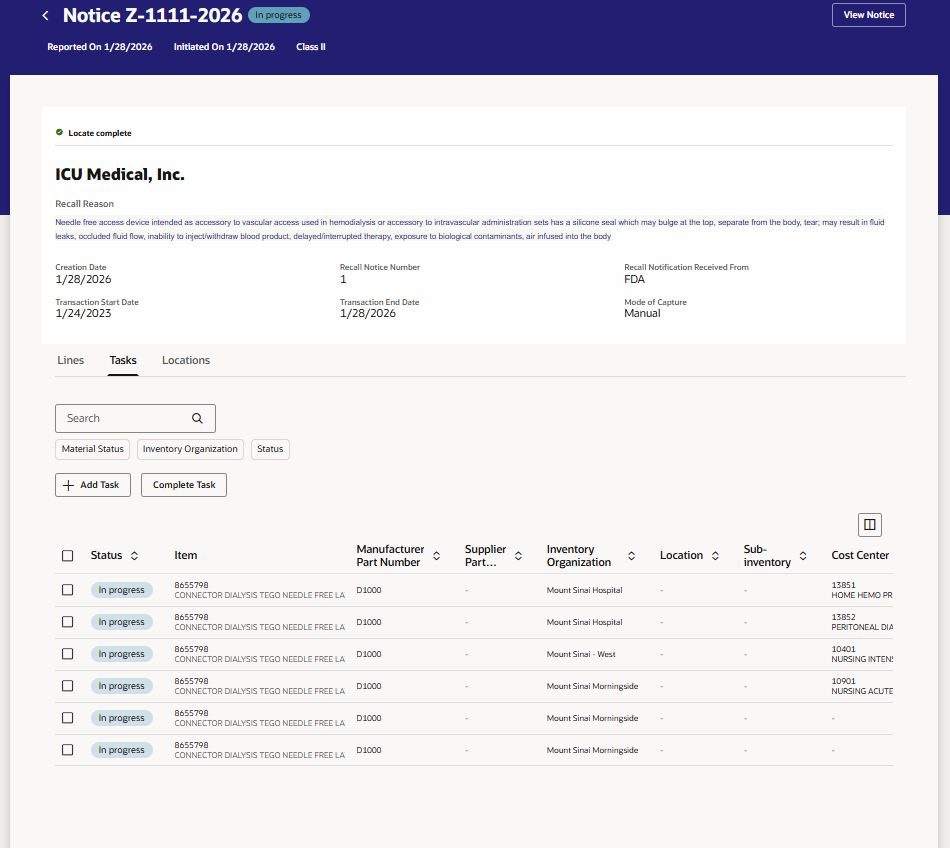 Notice Z-1111-2026 In progress View Notice
Reported On 1/28/2026 Initiated On 1/28/2026 Class II
Locate complete
ICU Medical, Inc.
Recall Reason
Needle free access device intended as accessory to vascular access used in hemodialysis or accessory to intravascular administration sets has a silicone seal which may bulge at the top, separate from the body, tear; may result in fluid
leaks, occluded fluid flow, inability to inject/withdraw blood product, delayed/interrupted therapy, exposure to biological contaminants, air infused into the body
Creation Date Recall Notice Number Recall Notification Received From
1/28/2026 1 FDA
Transaction Start Date Transaction End Date Mode of Capture
1/24/2023 1/28/2026 Manual
Lines Tasks Locations
Search
Material Status Inventory Organization Status
Add Task Complete Task
Status Item Manufacturer Part Number Supplier Part... Inventory Organization Location Sub-inventory Cost Center
In progress 8655798 D1000 - Mount Sinai Hospital - - 13851
CONNECTOR DIALYSIS TEGO NEEDLE FREE LA HOME HEMO PR
In progress 8655798 D1000 - Mount Sinai Hospital - - 13852
CONNECTOR DIALYSIS TEGO NEEDLE FREE LA PERITONEAL DIA
In progress 8655798 D1000 - Mount Sinai - West - - 10401
CONNECTOR DIALYSIS TEGO NEEDLE FREE LA NURSING INTENS
In progress 8655798 D1000 - Mount Sinai Morningside - - 10901
CONNECTOR DIALYSIS TEGO NEEDLE FREE LA NURSING ACUTE
In progress 8655798 D1000 - Mount Sinai Morningside - - -
CONNECTOR DIALYSIS TEGO NEEDLE FREE LA
In progress 8655798 D1000 - Mount Sinai Morningside - - -
CONNECTOR DIALYSIS TEGO NEEDLE FREE LA